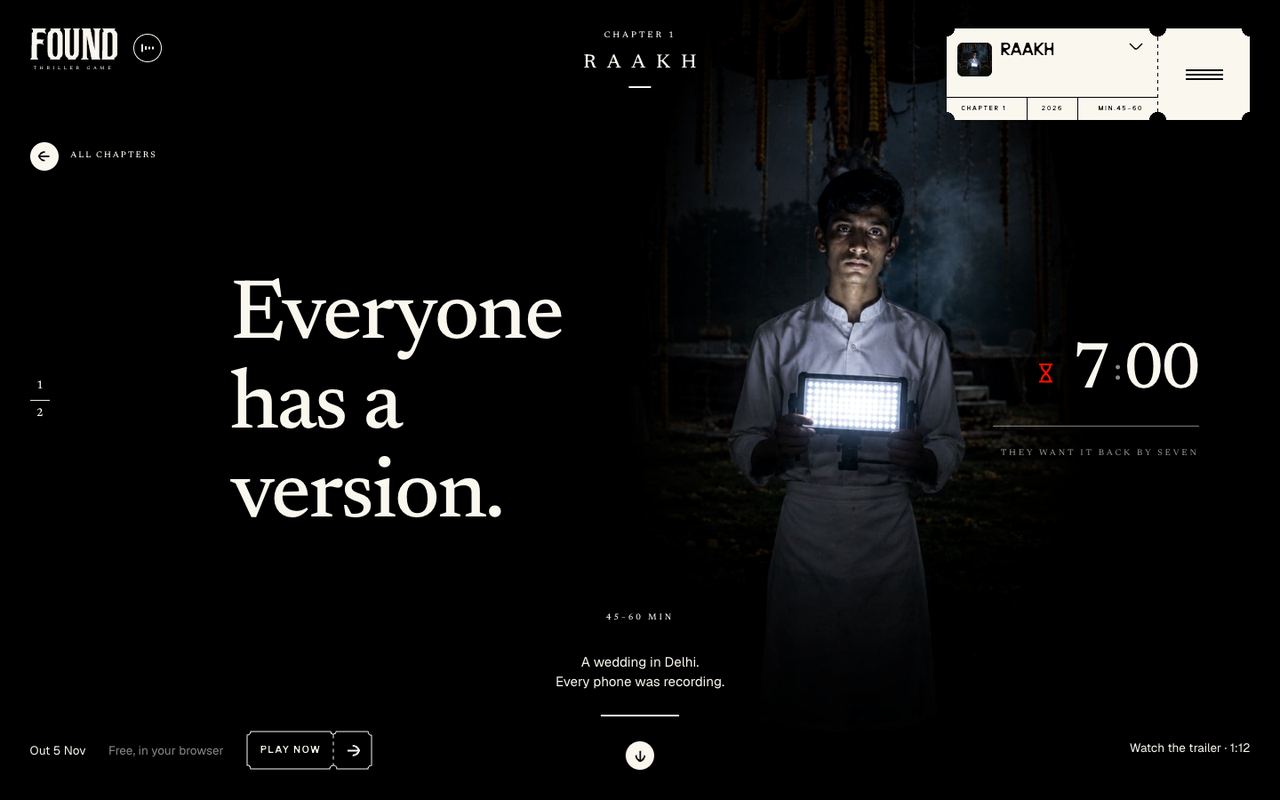 FOUND
THRILLER GAME
CHAPTER 1
RAAKH
RAAKH
CHAPTER 1
2026
MIN.45-60
ALL CHAPTERS
Everyone
has a
version.
1
2
7:00
THEY WANT IT BACK BY SEVEN
45-60 MIN
A wedding in Delhi.
Every phone was recording.
Out 5 Nov
Free, in your browser
PLAY NOW
Watch the trailer · 1:12